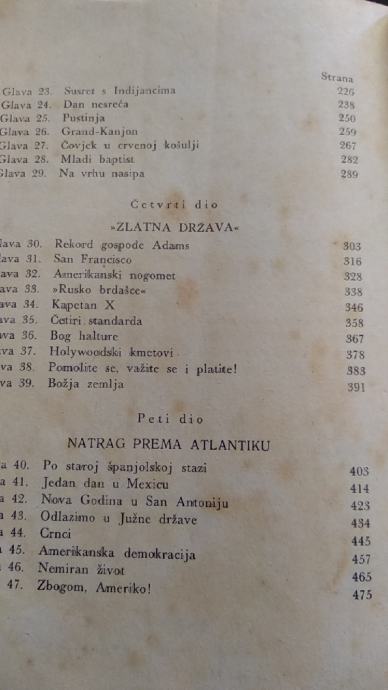 Strana
Glava 23. Susret s Indijancima 226
Glava 24. Dan nesreća 238
Glava 25. Pustinja 250
Glava 26. Grand-Kanjon 259
Glava 27. Čovjek u crvenoj košulji 267
Glava 28. Mladi baptist 282
Glava 29. Na vrhu nasipa 289
Četvrti dio
»ZLATNA DRŽAVA«
lava 30. Rekord gospođe Adams 303
lava 31. San Francisco 316
lava 32. Amerikanski nogomet 328
lava 33. »Rusko brdašce« 338
ava 34. Kapetan X 346
ava 35. Četiri standarda 358
ava 36. Bog halture 367
ava 37. Holywoodski kmetovi 378
va 38. Pomolite se, važite se i platite! 383
va 39. Božja zemlja 391
Peti dio
NATRAG PREMA ATLANTIKU
va 40. Po staroj španjolskoj stazi 403
a 41. Jedan dan u Mexicu 414
a 42. Nova Godina u San Antoniju 423
a 43. Odlazimo u Južne države 434
a 44. Crnci 445
a 45. Amerikanska demokracija 457
46. Nemiran život 465
47. Zbogom, Ameriko! 475